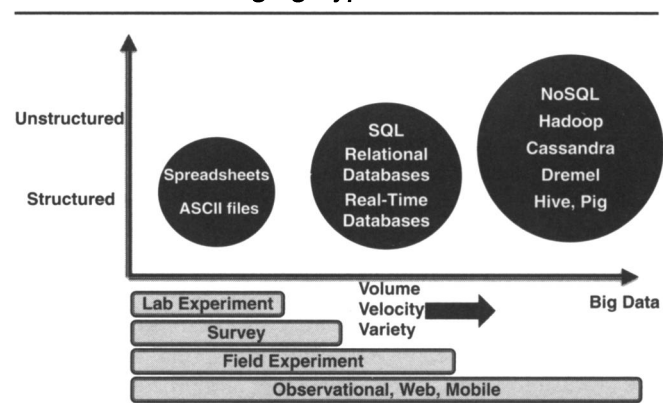 Unstructured
Structured
Spreadsheets
ASCII files
SQL
Relational
Databases
Real-Time
Databases
NoSQL
Hadoop
Cassandra
Dremel
Hive, Pig
Volume
Velocity
Variety
Big Data
Lab Experiment
Survey
Field Experiment
Observational, Web, Mobile